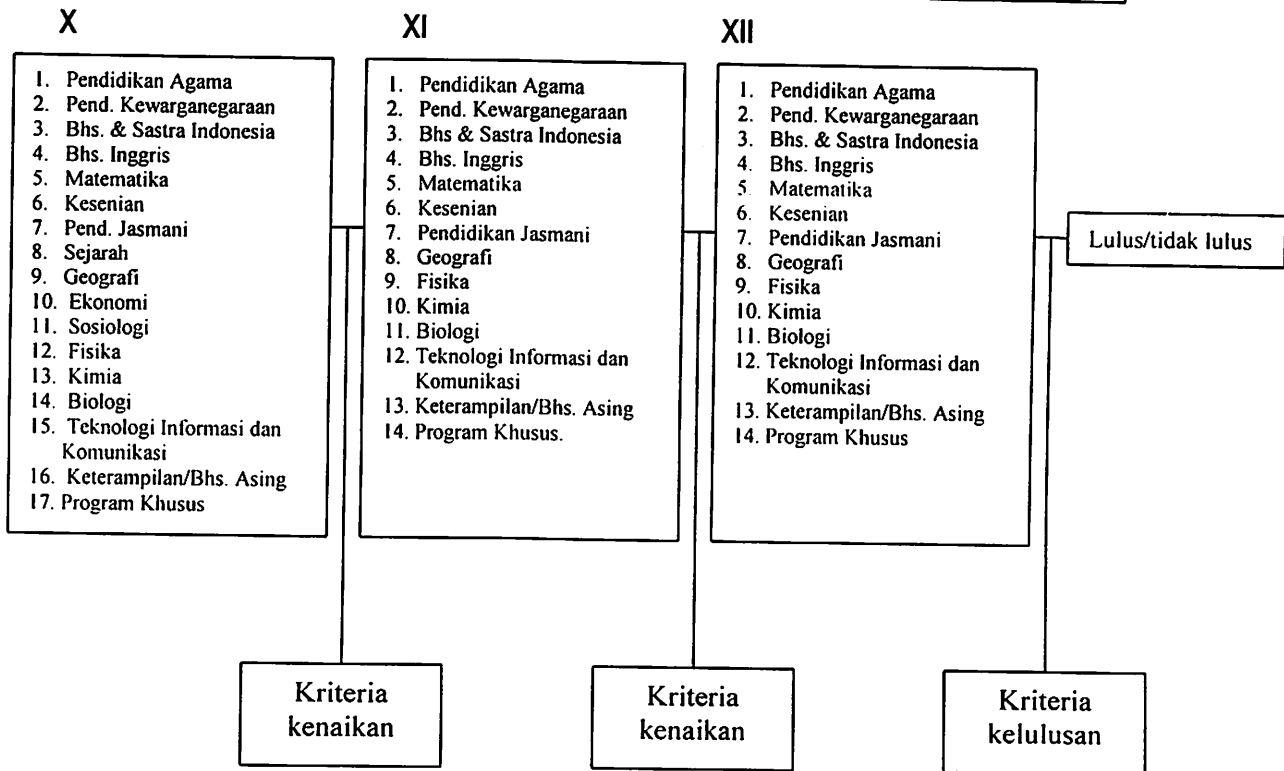 X
1. Pendidikan Agama
2. Pend. Kewarganegaraan
3. Bhs. & Sastra Indonesia
4. Bhs. Inggris
5. Matematika
6. Kesenian
7. Pend. Jasmani
8. Sejarah
9. Geografi
10. Ekonomi
11. Sosiologi
12. Fisika
13. Kimia
14. Biologi
15. Teknologi Informasi dan
Komunikasi
16. Keterampilan/Bhs. Asing
17. Program Khusus
XI
1. Pendidikan Agama
2. Pend. Kewarganegaraan
3. Bhs & Sastra Indonesia
4. Bhs. Inggris
5. Matematika
6. Kesenian
7. Pendidikan Jasmani
8. Geografi
9. Fisika
10. Kimia
11. Biologi
12. Teknologi Informasi dan
Komunikasi
13. Keterampilan/Bhs. Asing
14. Program Khusus.
XII
1. Pendidikan Agama
2. Pend. Kewarganegaraan
3. Bhs. & Sastra Indonesia
4. Bhs. Inggris
5. Matematika
6. Kesenian
7. Pendidikan Jasmani
8. Geografi
9. Fisika
10. Kimia
11. Biologi
12. Teknologi Informasi dan
Komunikasi
13. Keterampilan/Bhs. Asing
14. Program Khusus
Lulus/tidak lulus
Kriteria
kenaikan
Kriteria
kenaikan
Kriteria
kelulusan